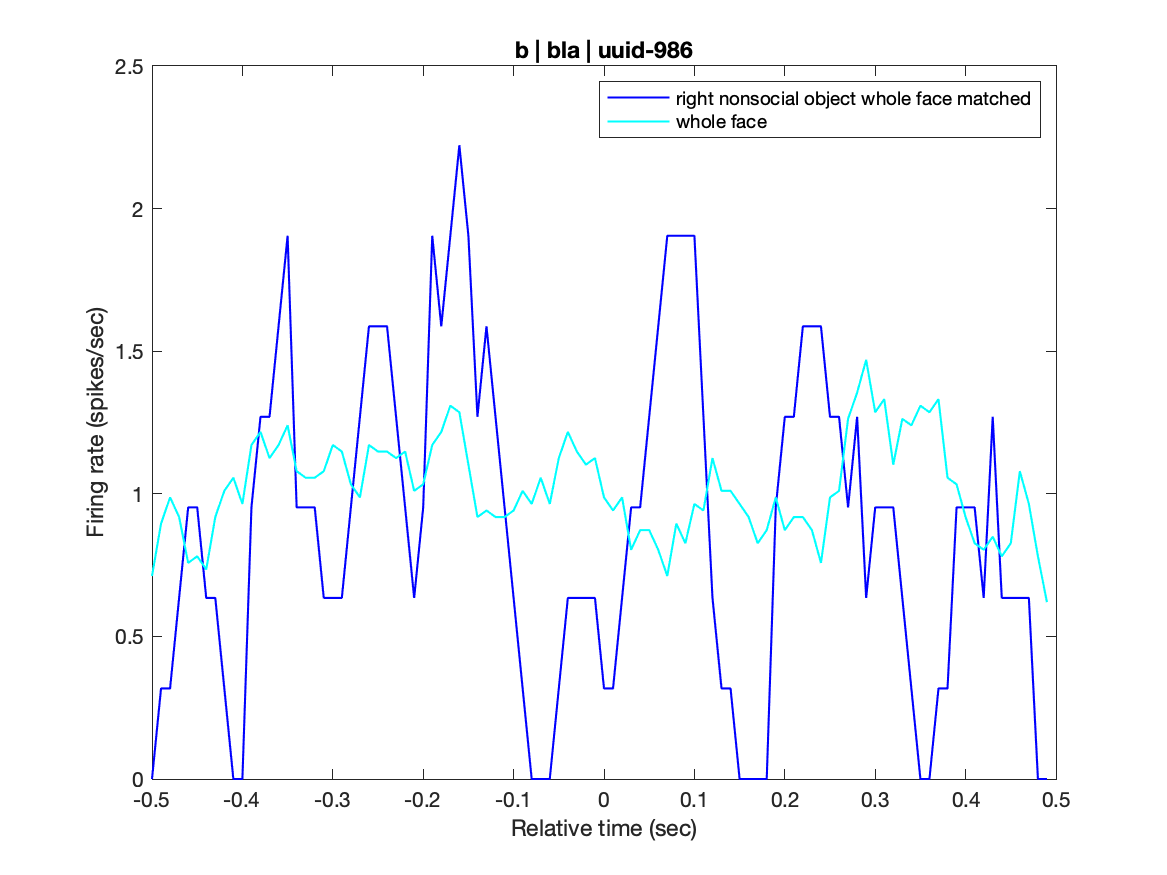 b | bla | uuid-986
right nonsocial object whole face matched
whole face
Firing rate (spikes/sec)
2.5
2
1.5
1
0.5
0
-0.5 -0.4 -0.3 -0.2 -0.1 0 0.1 0.2 0.3 0.4 0.5
Relative time (sec)